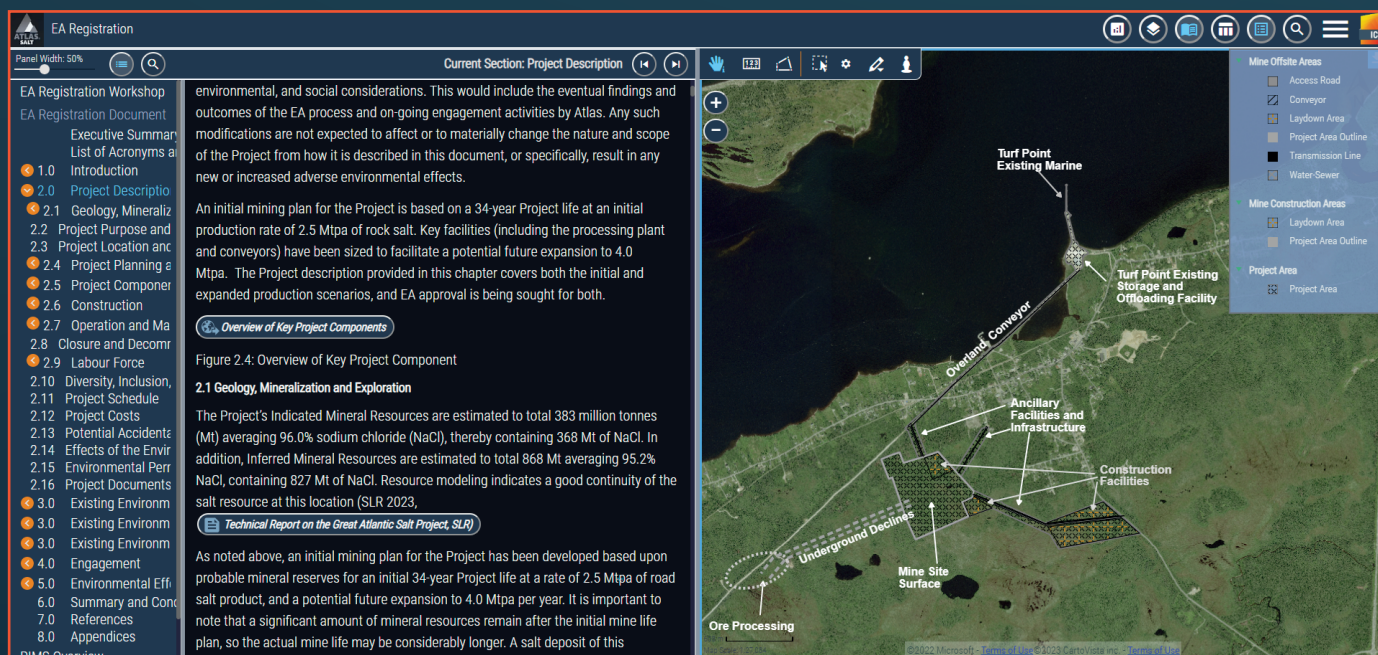 ATLAS
SALT
EA Registration
Panel Width: 50%
Current Section: Project Description
EA Registration Workshop
EA Registration Document
Executive Summary
List of Acronyms a
1.0 Introduction
2.0 Project Descriptio
2.1 Geology, Mineraliz
2.2 Project Purpose and
2.3 Project Location and
2.4 Project Planning a
2.5 Project Componer
2.6 Construction
2.7 Operation and Ma
2.8 Closure and Decomr
2.9 Labour Force
2.10 Diversity, Inclusion,
2.11 Project Schedule
2.12 Project Costs
2.13 Potential Accidenta
2.14 Effects of the Envir
2.15 Environmental Perr
2.16 Project Documents
3.0 Existing Environm
3.0 Existing Environm
3.0 Existing Environm
4.0 Engagement
5.0 Environmental Effe
6.0 Summary and Conc
7.0 References
8.0 Appendices
environmental, and social considerations. This would include the eventual findings and
outcomes of the EA process and on-going engagement activities by Atlas. Any such
modifications are not expected to affect or to materially change the nature and scope
of the Project from how it is described in this document, or specifically, result in any
new or increased adverse environmental effects.
An initial mining plan for the Project is based on a 34-year Project life at an initial
production rate of 2.5 Mtpa of rock salt. Key facilities (including the processing plant
and conveyors) have been sized to facilitate a potential future expansion to 4.0
Mtpa. The Project description provided in this chapter covers both the initial and
expanded production scenarios, and EA approval is being sought for both.
Overview of Key Project Components
Figure 2.4: Overview of Key Project Component
2.1 Geology, Mineralization and Exploration
The Project's Indicated Mineral Resources are estimated to total 383 million tonnes
(Mt) averaging 96.0% sodium chloride (NaCl), thereby containing 368 Mt of NaCl. In
addition, Inferred Mineral Resources are estimated to total 868 Mt averaging 95.2%
NaCl, containing 827 Mt of NaCl. Resource modeling indicates a good continuity of the
salt resource at this location (SLR 2023,
Technical Report on the Great Atlantic Salt Project, SLR)
As noted above, an initial mining plan for the Project has been developed based upon
probable mineral reserves for an initial 34-year Project life at a rate of 2.5 Mtpa of road
salt product, and a potential future expansion to 4.0 Mtpa per year. It is important to
note that a significant amount of mineral resources remain after the initial mine life
plan, so the actual mine life may be considerably longer. A salt deposit of this
123
+
−
Turf Point
Existing Marine
Turf Point Existing
Storage and
Offloading Facility
Overland Conveyor
Ancillary
Facilities and
Infrastructure
Construction
Facilities
Underground Declines
Mine Site
Surface
Ore Processing
Mine Offsite Areas
Access Road
Conveyor
Laydown Area
Project Area Outline
Transmission Line
Water-Sewer
Mine Construction Areas
Laydown Area
Project Area Outline
Project Area
Project Area
©2022 Microsoft - Terms of Use ©2023 CartoVista inc. - Terms of Use